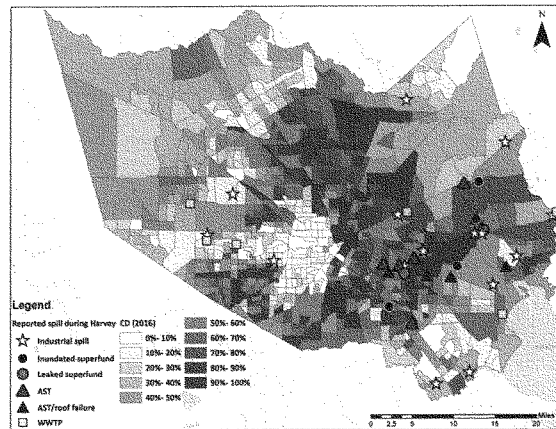 N
Legend
Reported spill during Harvey CD (2016)
Industrial spill
Inundated superfund
Leaked superfund
AST
AST/roof failure
WWTP
0%- 10%
10%- 20%
20%- 30%
30%- 40%
40%- 50%
50%- 60%
60%- 70%
70%- 80%
80%- 90%
90%- 100%
0 2.5 5 10 15 20
Miles